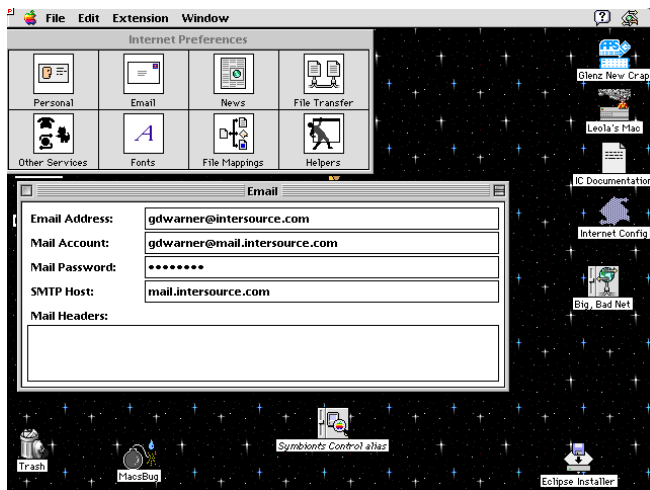 File Edit Extension Window
Internet Preferences
Personal Email News File Transfer
Other Services Fonts File Mappings Helpers
Email
Email Address: gdwarner@intersource.com
Mail Account: gdwarner@mail.intersource.com
Mail Password: ••••••••
SMTP Host: mail.intersource.com
Mail Headers:
Glenz New Crap
Leola's Mac
IC Documentation
Internet Config
Big, Bad Net
Symbionts Control alias
Trash
MacsBug
Eclipse Installer